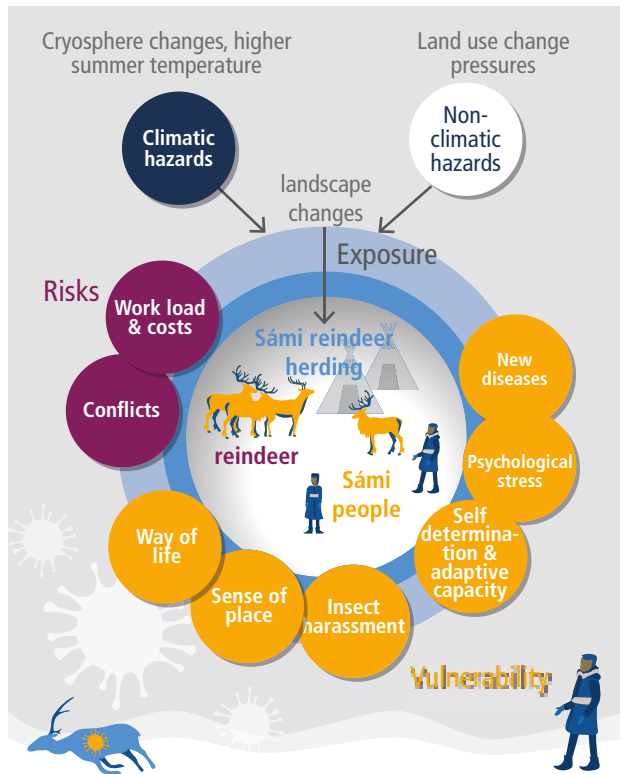 Cryosphere changes, higher
summer temperature
Land use change
pressures
Climatic
hazards
Non-
climatic
hazards
landscape
changes
Exposure
Risks
Work load
& costs
Conflicts
Sámi reindeer
herding
reindeer
Sámi
people
New
diseases
Psychological
stress
Self
determina-
tion &
adaptive
capacity
Way of
life
Sense of
place
Insect
harassment
Vulnerability